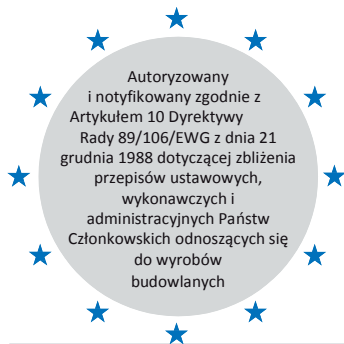 Autoryzowany
i notyfikowany zgodnie z
Artykułem 10 Dyrektywy
Rady 89/106/EWG z dnia 21
grudnia 1988 dotyczącej zbliżenia
przepisów ustawowych,
wykonawczych i
administracyjnych Państw
Członkowskich odnoszących się
do wyrobów
budowlanych